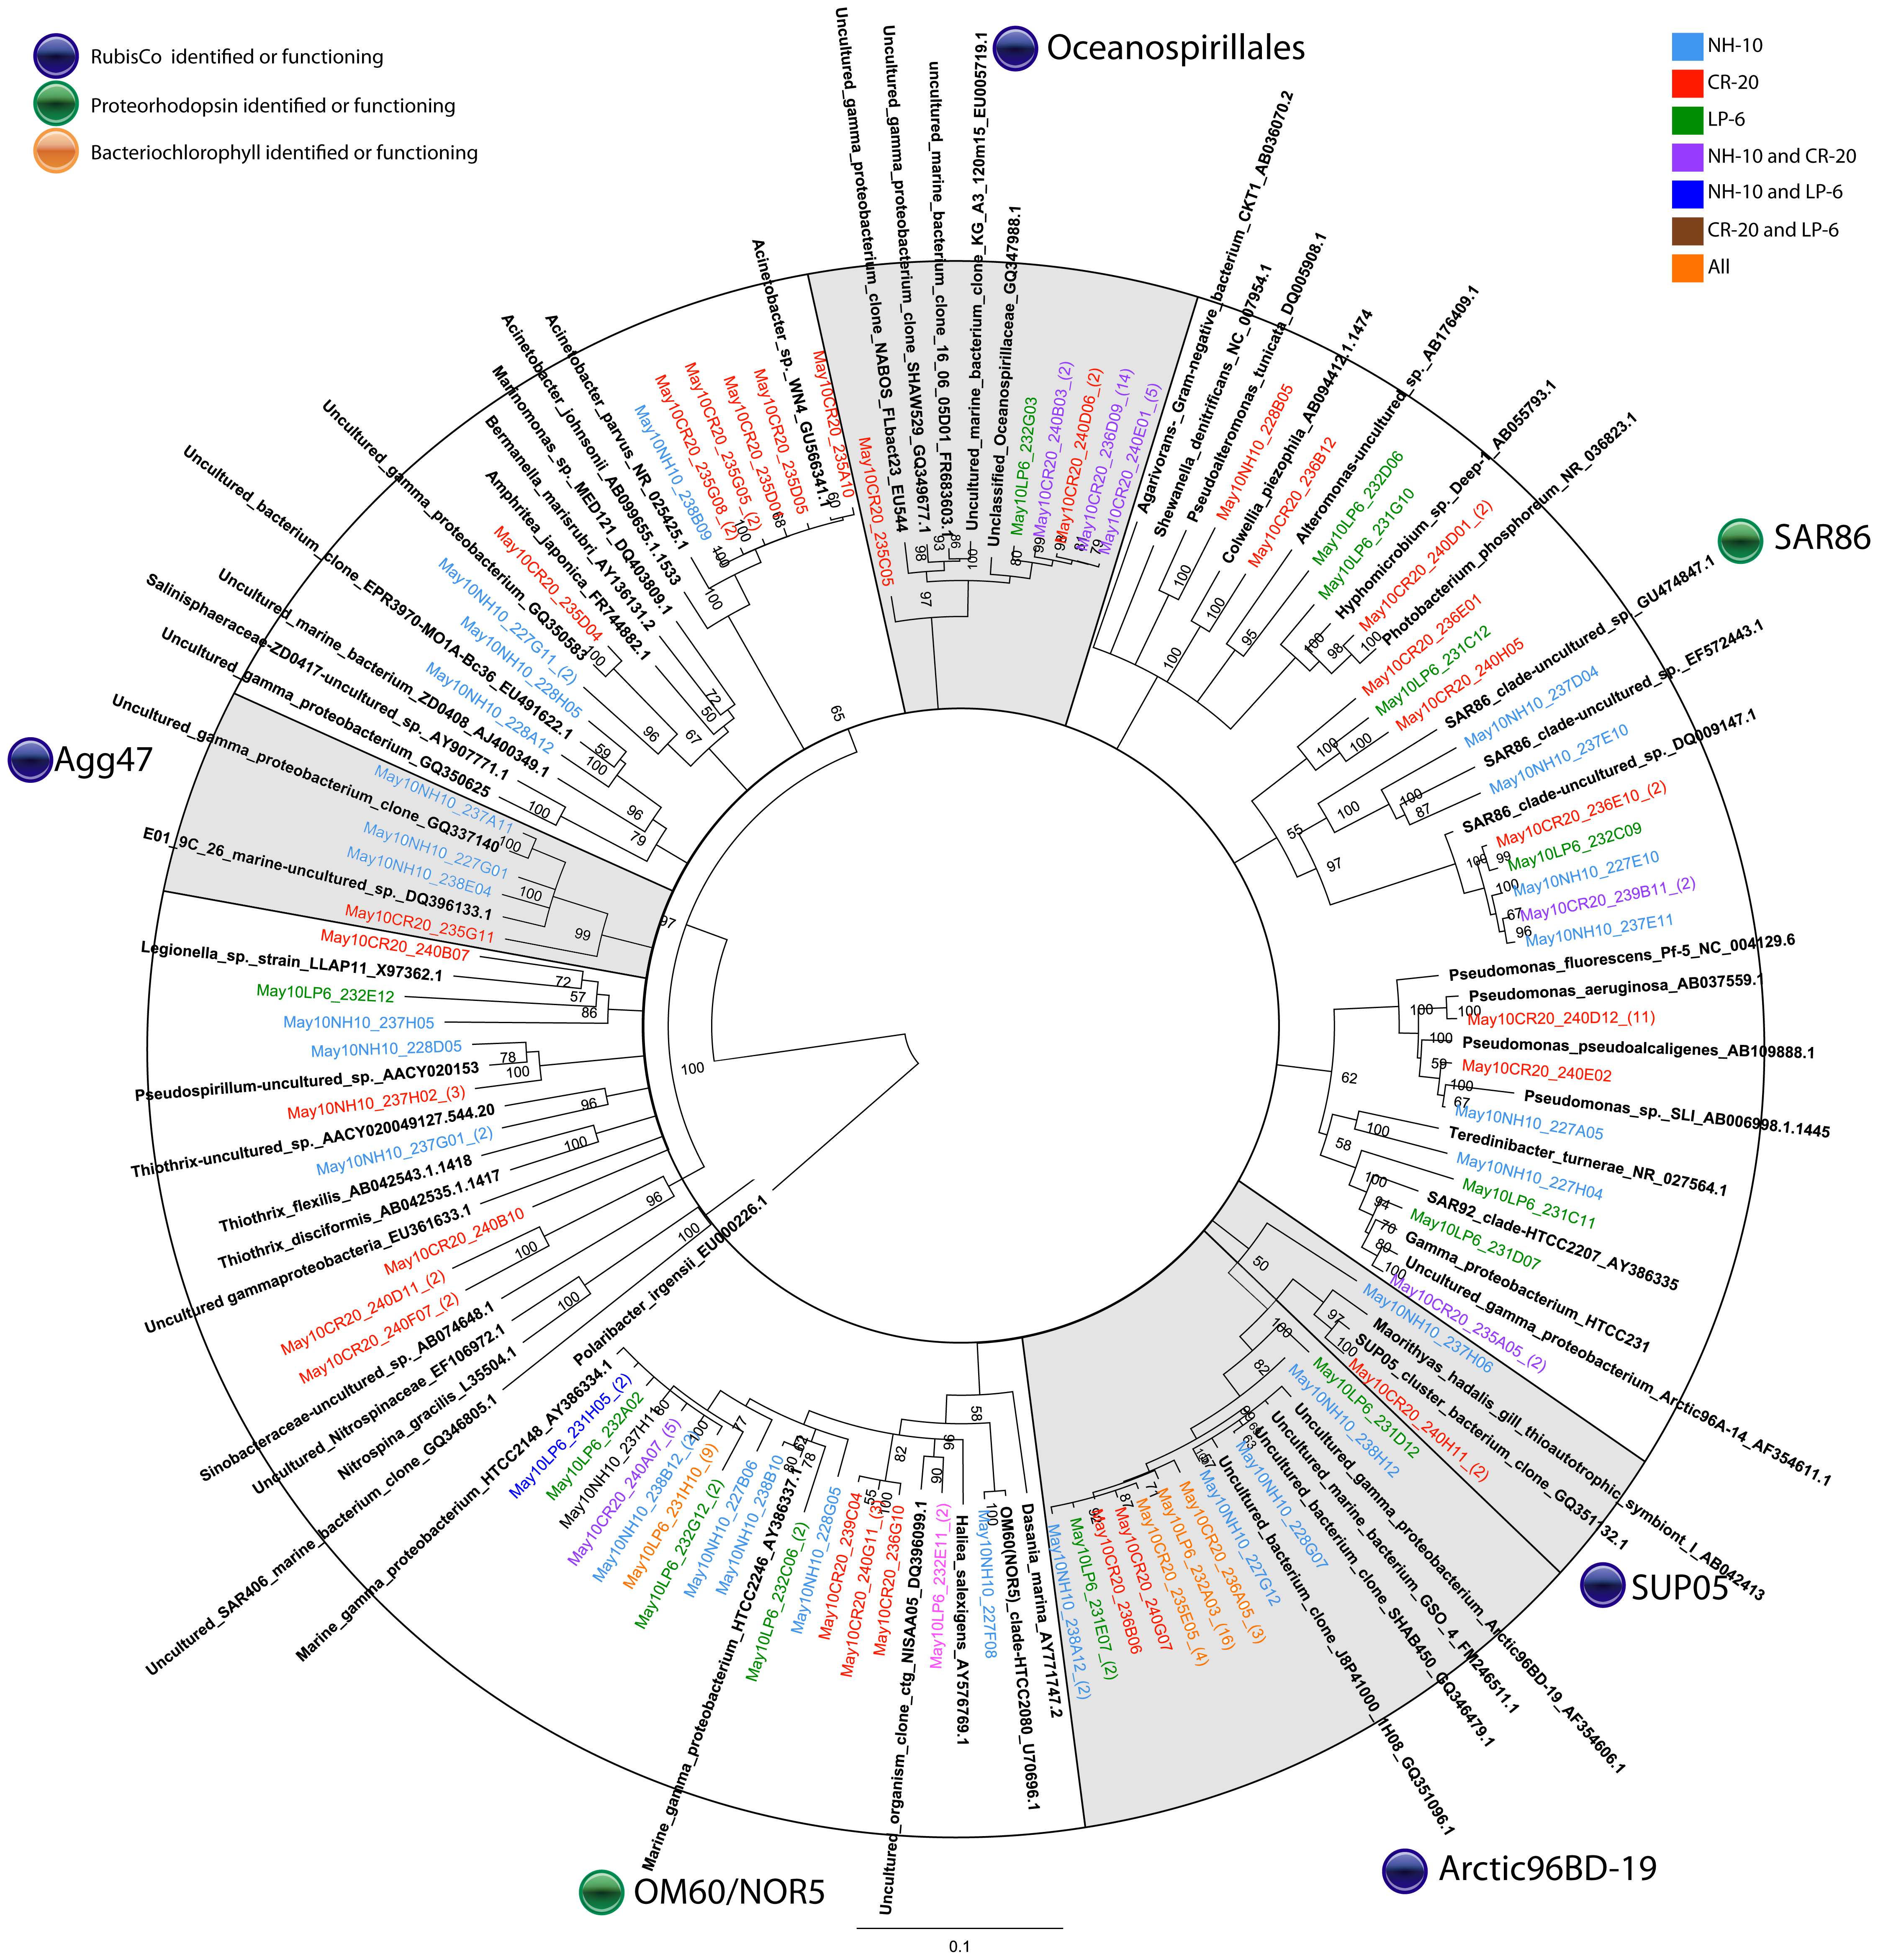 RubisCo identified or functioning
Proteorhodopsin identified or functioning
Bacteriochlorophyll identified or functioning
Oceanospirillales
NH-10
CR-20
LP-6
NH-10 and CR-20
NH-10 and LP-6
CR-20 and LP-6
All
SAR86
SUP05
Arctic96BD-19
OM60/NOR5
Agg47
Uncultured_gamma_proteobacterium_clone_NABOS_FLbact23_EU544
Uncultured_gamma_proteobacterium_clone_SHAW529_GQ349677.1
uncultured_marine_bacterium_clone_16_06_05D01_FR683603.1
Uncultured_marine_bacterium_clone_KG_A3_120m15_EU005719.1
Unclassified_Oceanospirillaceae_GQ347988.1
May10LP6_232G03
May10CR20_240B03_(2)
May10CR20_240D06_(2)
May10CR20_236D09_(14)
May10CR20_240E01_(5)
Agarivorans-_Gram-negative_bacterium_CKT1_AB036070.2
Shewanella_denitrificans_NC_007954.1
Pseudoalteromonas_tunicata_DQ005908.1
May10NH10_228B05
Colwellia_piezophila_AB094412.1.1474
May10CR20_236B12
Alteromonas-uncultured_sp._AB176409.1
May10LP6_232D06
May10LP6_231G10
Hyphomicrobium_sp._Deep-1_AB055793.1
May10CR20_240D01_(2)
Photobacterium_phosphoreum_NR_036823.1
May10CR20_236E01
May10LP6_231C12
May10CR20_240H05
SAR86_clade-uncultured_sp._GU474847.1
May10NH10_237D04
SAR86_clade-uncultured_sp._EF572443.1
May10NH10_237E10
SAR86_clade-uncultured_sp._DQ009147.1
May10CR20_236E10_(2)
May10LP6_232C09
May10NH10_227E10
May10CR20_239B11_(2)
May10NH10_237E11
Pseudomonas_fluorescens_Pf-5_NC_004129.6
Pseudomonas_aeruginosa_AB037559.1
May10CR20_240D12_(11)
Pseudomonas_pseudoalcaligenes_AB109888.1
May10CR20_240E02
Pseudomonas_sp._SLI_AB006998.1.1445
May10NH10_227A05
Teredinibacter_turnerae_NR_027564.1
May10NH10_227H04
May10LP6_231C11
SAR92_clade-HTCC2207_AY386335
May10LP6_231D07
Gamma_proteobacterium_HTCC231
Uncultured_gamma_proteobacterium_Arctic96A-14_AF354611.1
May10CR20_235A05_(2)
May10NH10_237H06
Maorithyas_hadalis_gill_thioautotrophic_symbiont_I_AB042413
SUP05_cluster_bacterium_clone_GQ351132.1
May10CR20_240H11_(2)
May10LP6_231D12
May10NH10_238H12
Uncultured_gamma_proteobacterium_Arctic96BD-19_AF354606.1
Uncultured_marine_bacterium_GSO_4_FM246511.1
Uncultured_bacterium_clone_SHAB450_GQ346479.1
May10NH10_228G07
Uncultured_bacterium_clone_J8P41000_1H08_GQ351096.1
May10NH10_227G12
May10CR20_236A05_(3)
May10LP6_232A03_(16)
May10CR20_235E05_(4)
May10CR20_240G07
May10CR20_236B06
May10LP6_231E07_(2)
May10NH10_238A12_(2)
Dasania_marina_AY771747.2
OM60(NOR5)_clade-HTCC2080_U70696.1
May10NH10_227F08
Haliea_salexigens_AY576769.1
May10LP6_232E11_(2)
Uncultured_organism_clone_ctg_NISAA05_DQ396099.1
May10CR20_236G10
May10CR20_240G11_(3)
May10CR20_239C04
May10NH10_228G05
May10LP6_232C06_(2)
Marine_gamma_proteobacterium_HTCC2246_AY386337.1
May10NH10_238B10
May10NH10_227B06
May10LP6_232G12_(2)
May10LP6_231H10_(9)
May10NH10_238B12_(2)
May10CR20_240A07_(5)
May10NH10_237H11
May10LP6_232A02
May10LP6_231H05_(2)
Marine_gamma_proteobacterium_HTCC2148_AY386334.1
Polaribacter_irgensii_EU000226.1
Uncultured_SAR406_marine_bacterium_clone_GQ346805.1
Nitrospina_gracilis_L35504.1
Uncultured_Nitrospinaceae_EF106972.1
Sinobacteraceae-uncultured_sp._AB074648.1
May10CR20_240F07_(2)
May10CR20_240D11_(2)
May10CR20_240B10
Uncultured gammaproteobacteria_EU361633.1
Thiothrix_disciformis_AB042535.1.1417
Thiothrix_flexilis_AB042543.1.1418
May10NH10_237G01_(2)
Thiothrix-uncultured_sp._AACY020049127.544.20
May10NH10_237H02_(3)
Pseudospirillum-uncultured_sp._AACY020153
May10NH10_228D05
May10NH10_237H05
May10LP6_232E12
Legionella_sp._strain_LLAP11_X97362.1
May10CR20_240B07
May10CR20_235G11
E01_9C_26_marine-uncultured_sp._DQ396133.1
May10NH10_238E04
May10NH10_227G01
Uncultured_gamma_proteobacterium_clone_GQ337140
May10NH10_237A11
Uncultured_gamma_proteobacterium_GQ350625
Salinisphaeraceae-ZD0417-uncultured_sp._AY907771.1
Uncultured_marine_bacterium_ZD0408_AJ400349.1
May10NH10_228A12
Uncultured_bacterium_clone_EPR3970-MO1A-Bc36_EU491622.1
May10NH10_228H05
May10NH10_227G11_(2)
Uncultured_gamma_proteobacterium_GQ350583
May10CR20_235D04
Amphritea_japonica_FR744882.1
Bermanella_marisrubri_AY136131.2
Marinomonas_sp._MED121_DQ403809.1
Acinetobacter_johnsonii_AB099655.1.1533
Acinetobacter_parvus_NR_025425.1
May10NH10_238B09
May10CR20_235G08_(2)
May10CR20_235G05_(2)
May10CR20_235D06
May10CR20_235D05
Acinetobacter_sp._WN4_GU566341.1
May10CR20_235A10
May10CR20_235C05
0.1